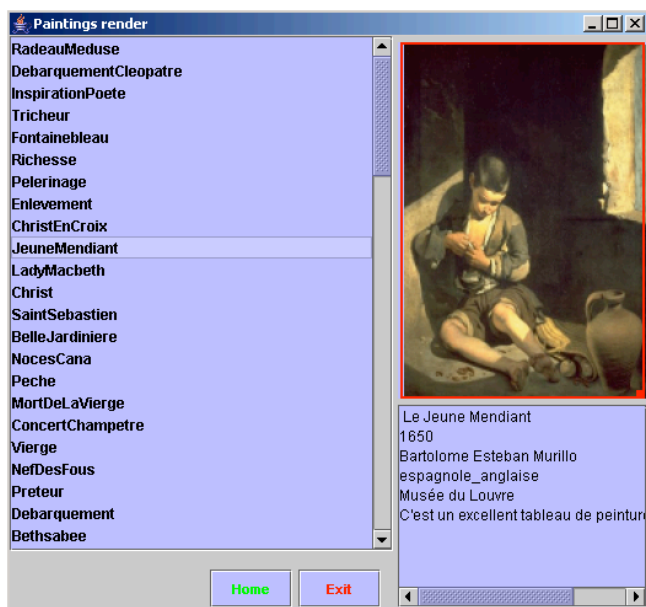 Paintings render
RadeauMeduse
DebarquementCleopatre
InspirationPoete
Tricheur
Fontainebleau
Richesse
Pelerinage
Enlevement
ChristEnCroix
JeuneMendiant
LadyMacbeth
Christ
SaintSebastien
BelleJardiniere
NocesCana
Peche
MortDeLaVierge
ConcertChampetre
Vierge
NefDesFous
Preteur
Debarquement
Bethsabee
Le Jeune Mendiant
1650
Bartolome Esteban Murillo
espagnole_anglaise
Musée du Louvre
C'est un excellent tableau de peinture
Home Exit